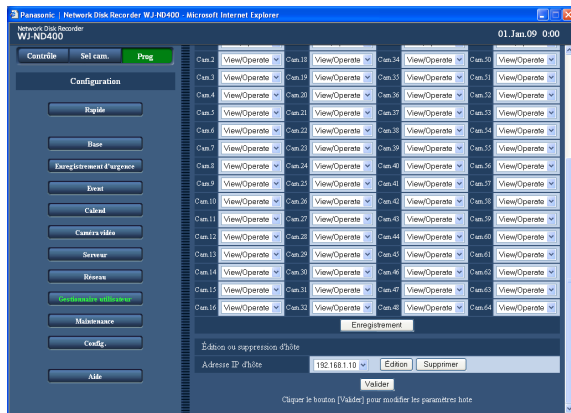 Panasonic | Network Disk Recorder WJ-ND400 - Microsoft Internet Explorer
Network Disk Recorder
WJ-ND400
01.Jan.09 0:00
Contrôle Sel cam. Prog
Configuration
Rapide
Base
Enregistrement d'urgence
Event
Calend
Caméra vidéo
Serveur
Réseau
Gestionnaire utilisateur
Maintenance
Config.
Aide
Cam.2 View/Operate Cam.18 View/Operate Cam.34 View/Operate Cam.50 View/Operate
Cam.3 View/Operate Cam.19 View/Operate Cam.35 View/Operate Cam.51 View/Operate
Cam.4 View/Operate Cam.20 View/Operate Cam.36 View/Operate Cam.52 View/Operate
Cam.5 View/Operate Cam.21 View/Operate Cam.37 View/Operate Cam.53 View/Operate
Cam.6 View/Operate Cam.22 View/Operate Cam.38 View/Operate Cam.54 View/Operate
Cam.7 View/Operate Cam.23 View/Operate Cam.39 View/Operate Cam.55 View/Operate
Cam.8 View/Operate Cam.24 View/Operate Cam.40 View/Operate Cam.56 View/Operate
Cam.9 View/Operate Cam.25 View/Operate Cam.41 View/Operate Cam.57 View/Operate
Cam.10 View/Operate Cam.26 View/Operate Cam.42 View/Operate Cam.58 View/Operate
Cam.11 View/Operate Cam.27 View/Operate Cam.43 View/Operate Cam.59 View/Operate
Cam.12 View/Operate Cam.28 View/Operate Cam.44 View/Operate Cam.60 View/Operate
Cam.13 View/Operate Cam.29 View/Operate Cam.45 View/Operate Cam.61 View/Operate
Cam.14 View/Operate Cam.30 View/Operate Cam.46 View/Operate Cam.62 View/Operate
Cam.15 View/Operate Cam.31 View/Operate Cam.47 View/Operate Cam.63 View/Operate
Cam.16 View/Operate Cam.32 View/Operate Cam.48 View/Operate Cam.64 View/Operate
Enregistrement
Édition ou suppression d'hôte
Adresse IP d'hôte 192.168.1.10 Édition Supprimer
Valider
Cliquer le bouton [Valider] pour modifier les paramètres hote